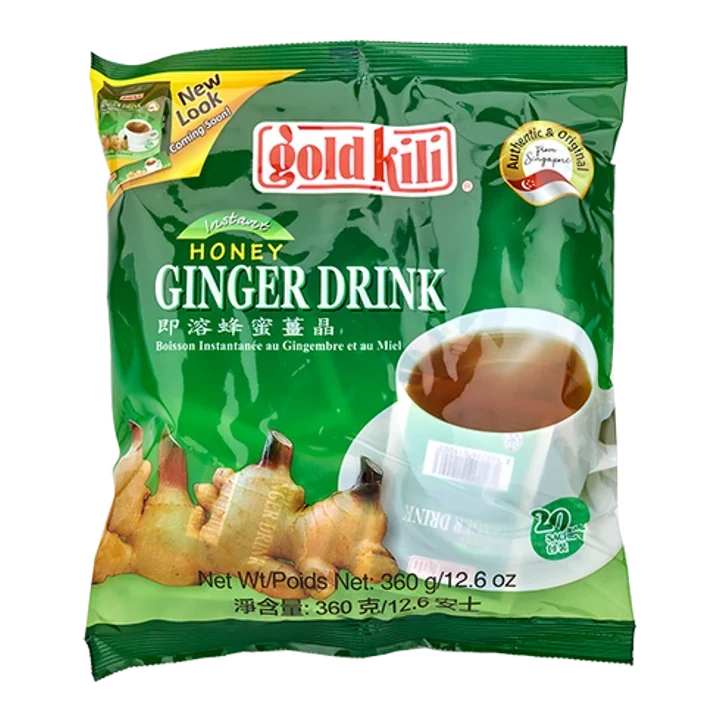 New
Look
Coming Soon!
gold kili
®
Authentic & Original
from
Singapore
Instant
HONEY
GINGER DRINK
即溶蜂蜜薑晶
Boisson Instantanée au Gingembre et au Miel
20
SACHETS
Net Wt/Poids Net: 360 g/12.6 oz
淨含量: 360 克/12.6 安士